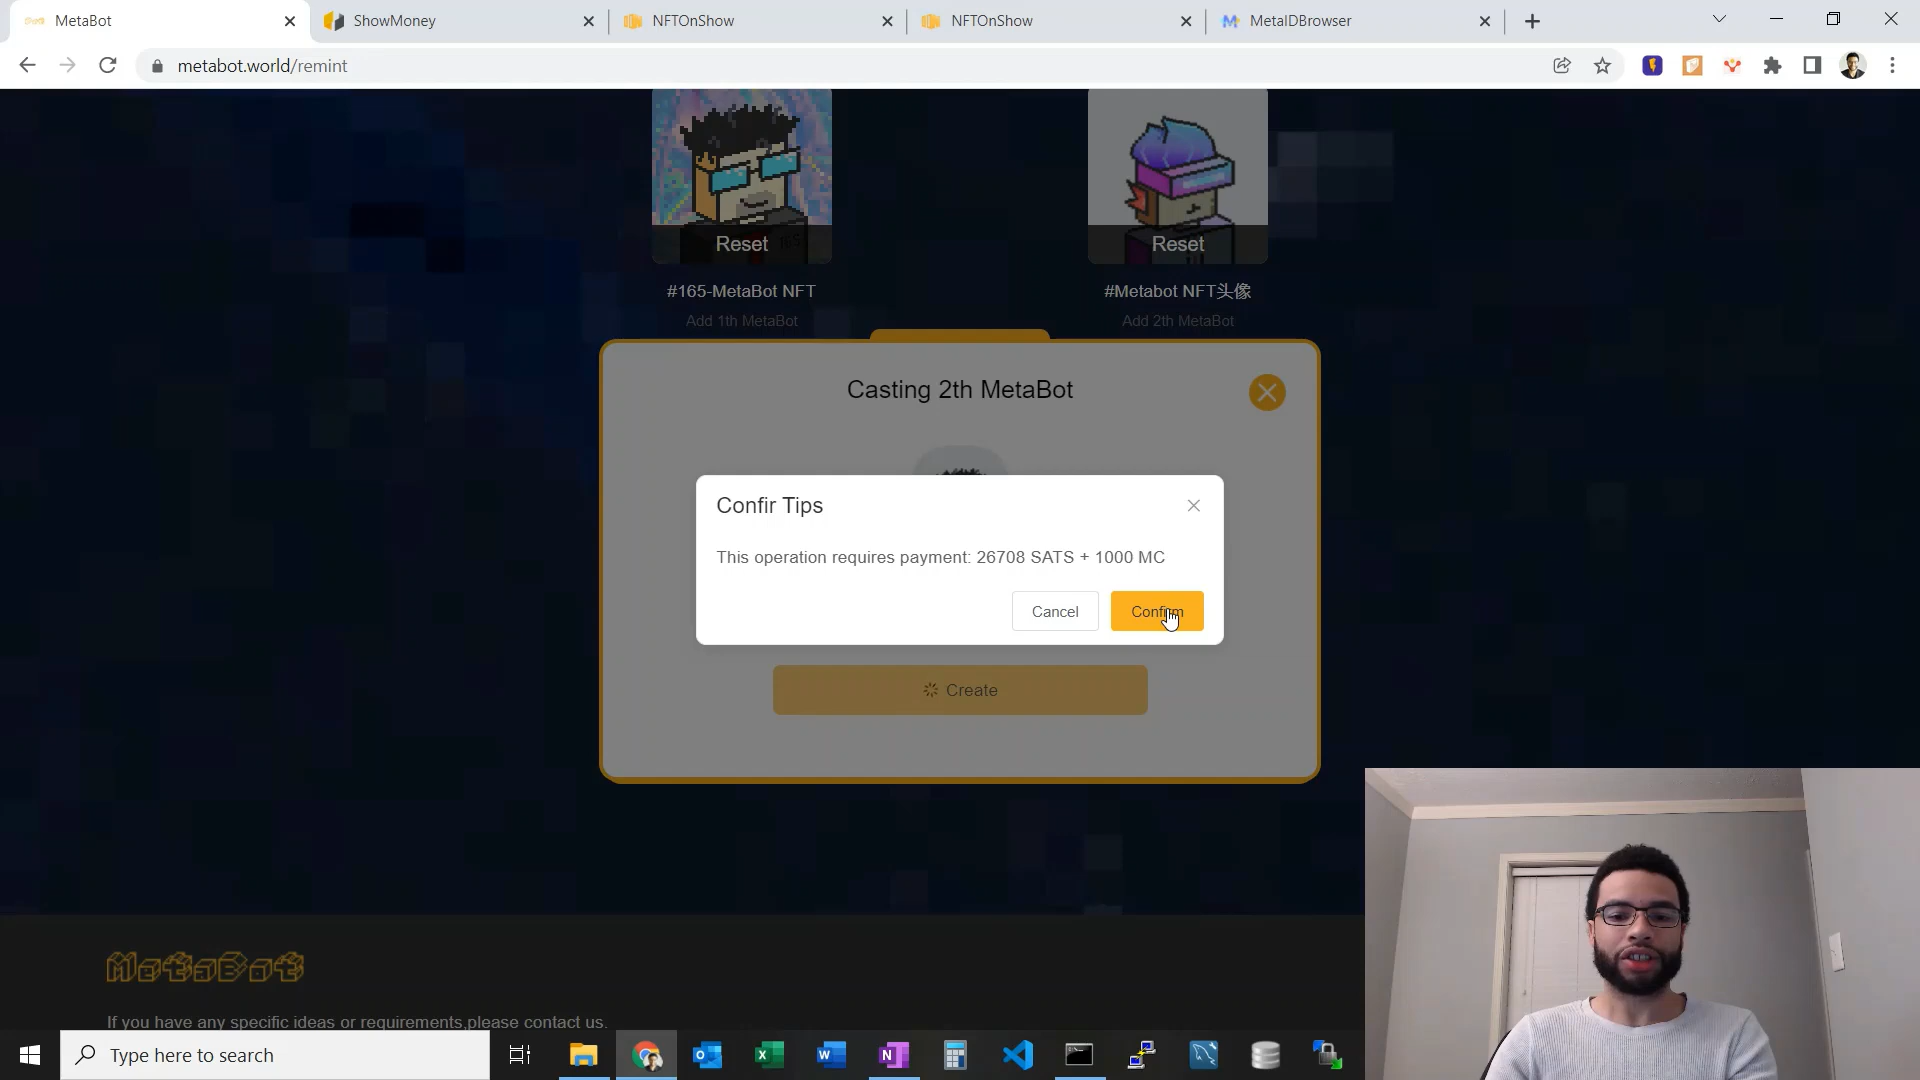 MetaBot
ShowMoney
NFTOnShow
NFTOnShow
MetaIDBrowser
metabot.world/remint
Reset
Reset
#165-MetaBot NFT
#Metabot NFT头像
Add 1th MetaBot
Add 2th MetaBot
Casting 2th MetaBot
Confir Tips
This operation requires payment: 26708 SATS + 1000 MC
Cancel
Confirm
Create
MetaBot
If you have any specific ideas or requirements,please contact us.
Type here to search